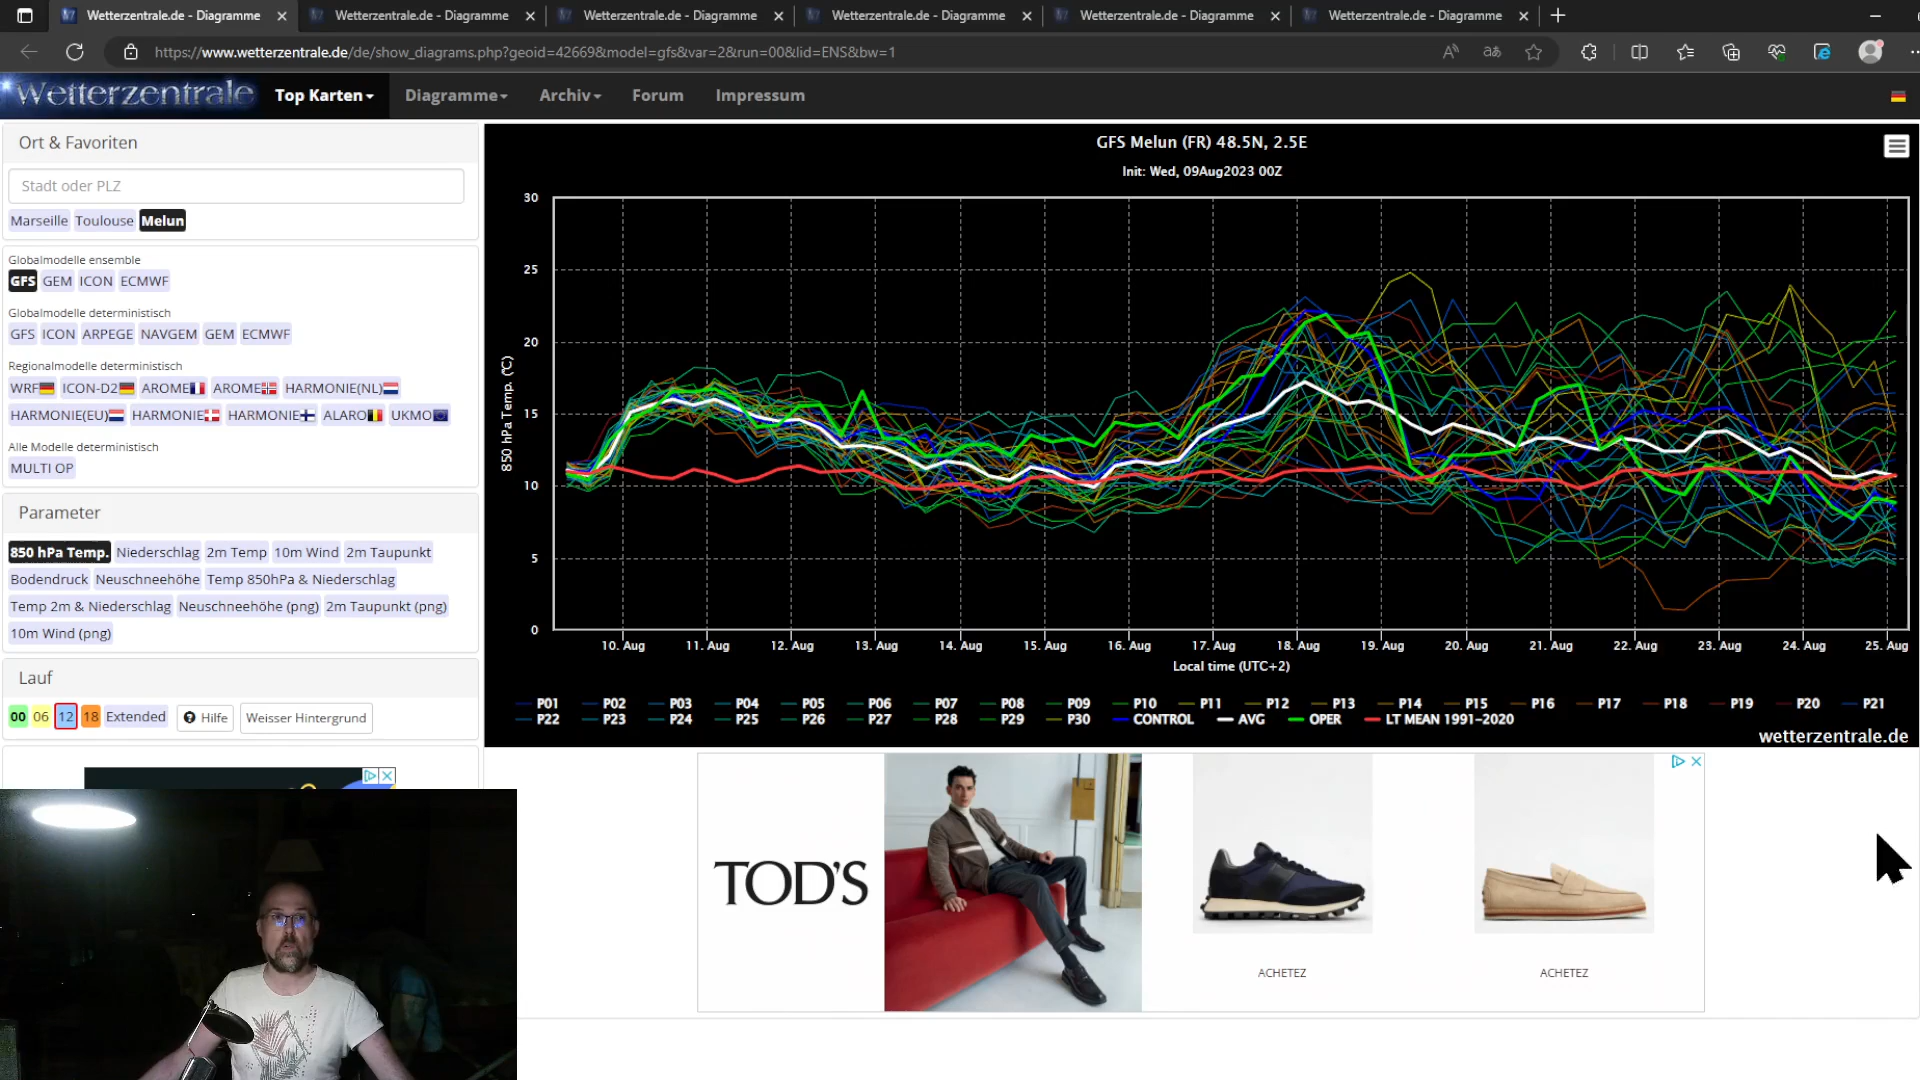 Wetterzentrale.de - Diagramme
Wetterzentrale.de - Diagramme
Wetterzentrale.de - Diagramme
Wetterzentrale.de - Diagramme
Wetterzentrale.de - Diagramme
Wetterzentrale.de - Diagramme
https://www.wetterzentrale.de/de/show_diagrams.php?geoid=42669&model=gfs&var=2&run=00&lid=ENS&bw=1
Wetterzentrale
Top Karten
Diagramme
Archiv
Forum
Impressum
Ort & Favoriten
Stadt oder PLZ
Marseille Toulouse Melun
Globalmodelle ensemble
GFS GEM ICON ECMWF
Globalmodelle deterministisch
GFS ICON ARPEGE NAVGEM GEM ECMWF
Regionalmodelle deterministisch
WRF ICON-D2 AROME AROME HARMONIE(NL)
HARMONIE(EU) HARMONIE HARMONIE ALARO UKMO
Alle Modelle deterministisch
MULTI OP
Parameter
850 hPa Temp. Niederschlag 2m Temp 10m Wind 2m Taupunkt
Bodendruck Neuschneehöhe Temp 850hPa & Niederschlag
Temp 2m & Niederschlag Neuschneehöhe (png) 2m Taupunkt (png)
10m Wind (png)
Lauf
00 06 12 18 Extended Hilfe Weisser Hintergrund
GFS Melun (FR) 48.5N, 2.5E
Init: Wed, 09Aug2023 00Z
850 hPa Temp. (°C)
30
25
20
15
10
5
0
10. Aug 11. Aug 12. Aug 13. Aug 14. Aug 15. Aug 16. Aug 17. Aug 18. Aug 19. Aug 20. Aug 21. Aug 22. Aug 23. Aug 24. Aug 25. Aug
Local time (UTC+2)
P01 P02 P03 P04 P05 P06 P07 P08 P09 P10 P11 P12 P13 P14 P15 P16 P17 P18 P19 P20 P21
P22 P23 P24 P25 P26 P27 P28 P29 P30 CONTROL AVG OPER LT MEAN 1991-2020
wetterzentrale.de
TOD'S
ACHETEZ
ACHETEZ